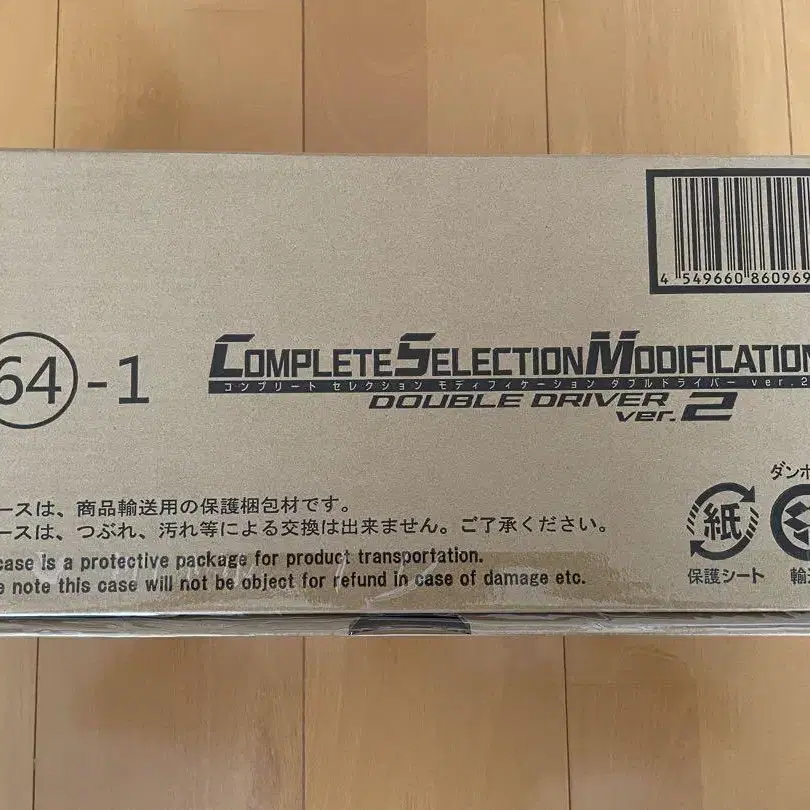 4 549660 860969
64-1
COMPLETE SELECTION MODIFICATION
コンプリート セレクション モディフィケーション ダブルドライバー ver.2
DOUBLE DRIVER
ver. 2
ダンボ
ースは、商品輸送用の保護梱包材です。
ースは、つぶれ、汚れ等による交換は出来ません。ご了承ください。
case is a protective package for product transportation.
e note this case will not be object for refund in case of damage etc.
紙
保護シート
輸送